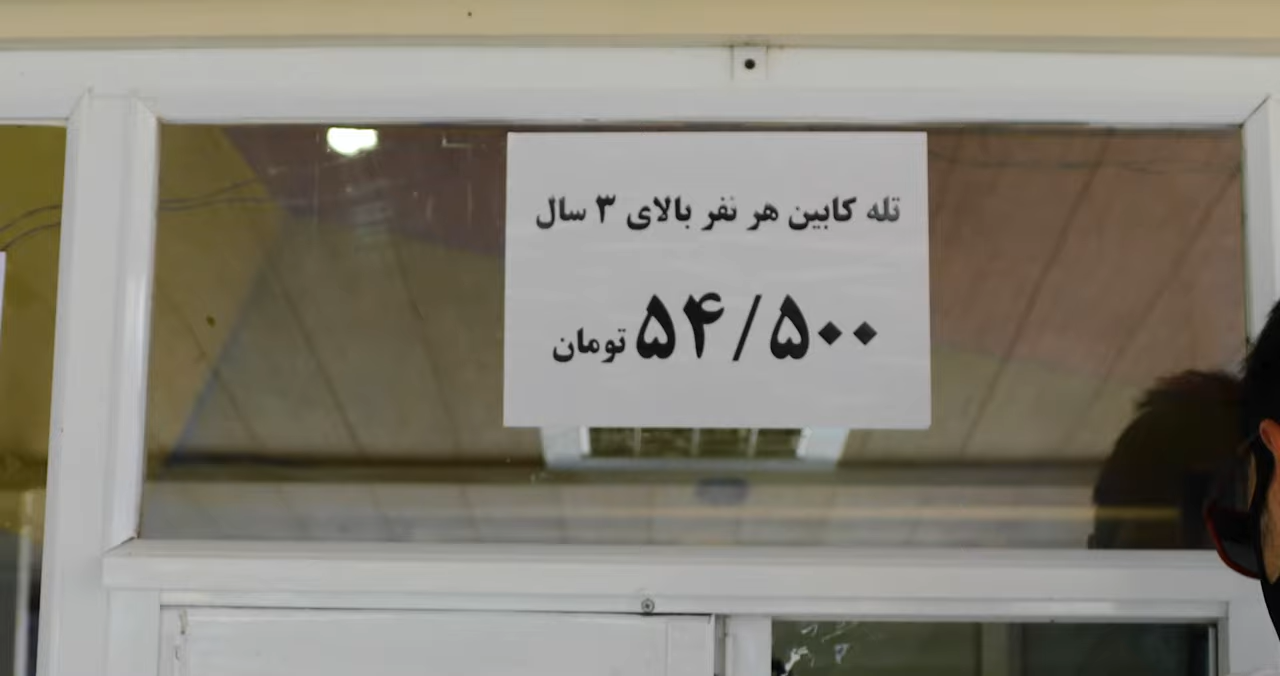 تله کابین هر نفر بالای ۳ سال
۵۴/۵۰۰ تومان